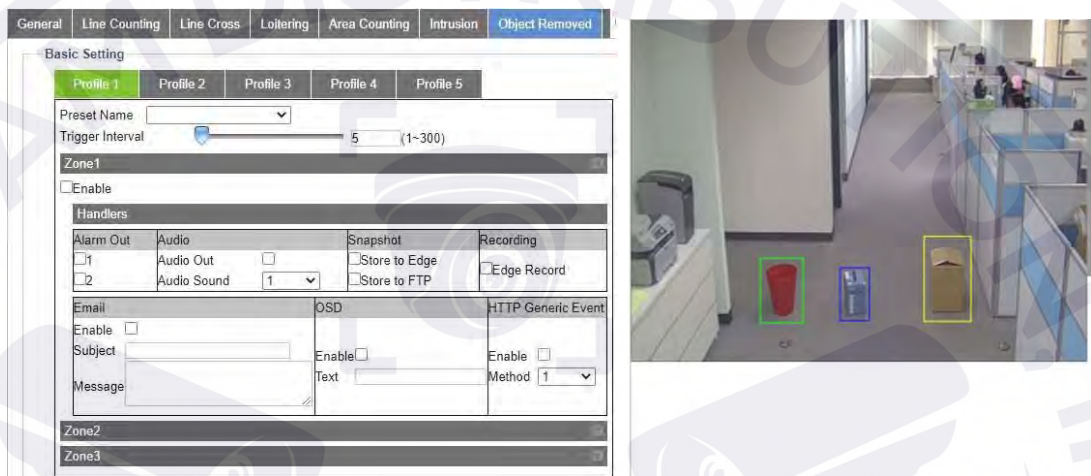 General Line Counting Line Cross Loitering Area Counting Intrusion Object Removed
Basic Setting
Profile 1 Profile 2 Profile 3 Profile 4 Profile 5
Preset Name
Trigger Interval 5 (1~300)
Zone1
Enable
Handlers
Alarm Out Audio Snapshot Recording
1 Audio Out Store to Edge
Edge Record
2 Audio Sound 1 Store to FTP
Email OSD HTTP Generic Event
Enable
Subject
Enable Enable
Text Method 1
Message
Zone2
Zone3